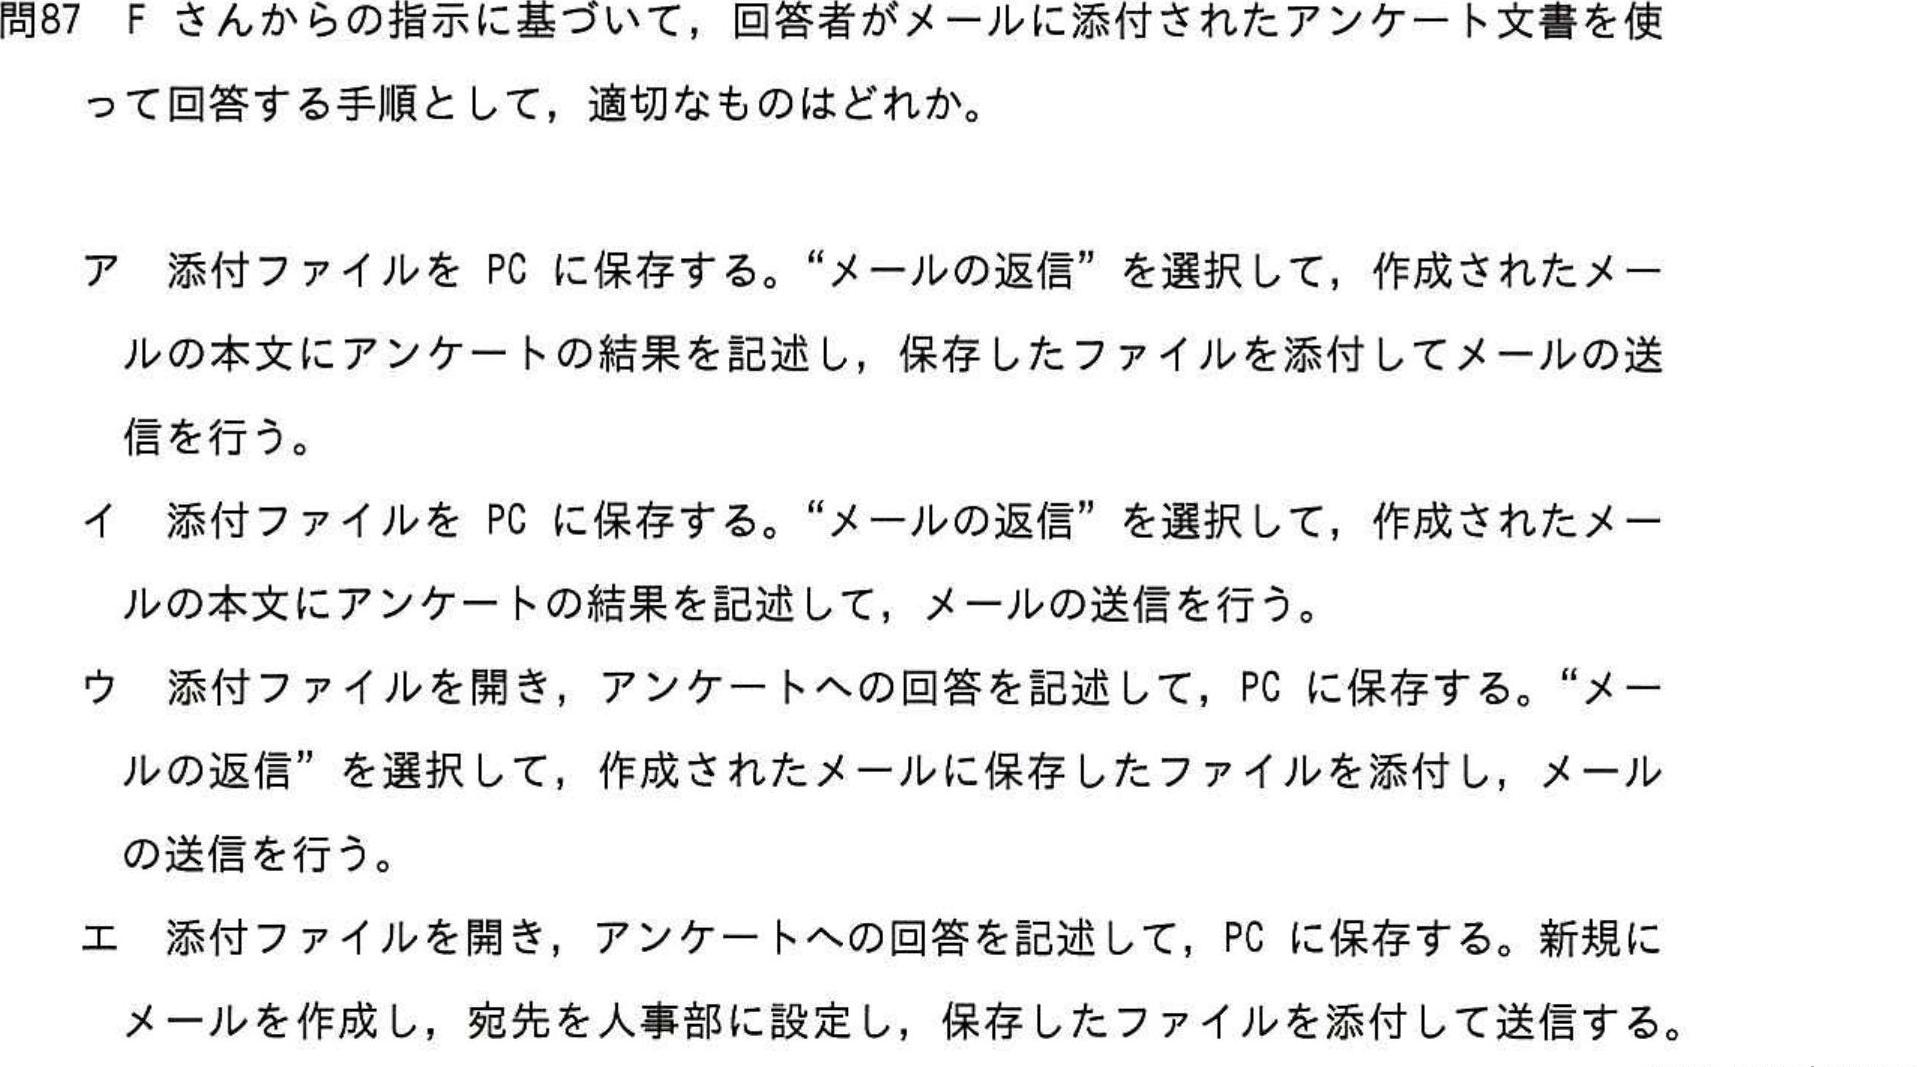 問87 F さんからの指示に基づいて，回答者がメールに添付されたアンケート文書を使
って回答する手順として，適切なものはどれか。
ア 添付ファイルを PC に保存する。“メールの返信”を選択して，作成されたメー
ルの本文にアンケートの結果を記述し，保存したファイルを添付してメールの送
信を行う。
イ 添付ファイルを PC に保存する。“メールの返信”を選択して，作成されたメー
ルの本文にアンケートの結果を記述して，メールの送信を行う。
ウ 添付ファイルを開き，アンケートへの回答を記述して，PC に保存する。“メー
ルの返信”を選択して，作成されたメールに保存したファイルを添付し，メール
の送信を行う。
エ 添付ファイルを開き，アンケートへの回答を記述して，PC に保存する。新規に
メールを作成し，宛先を人事部に設定し，保存したファイルを添付して送信する。